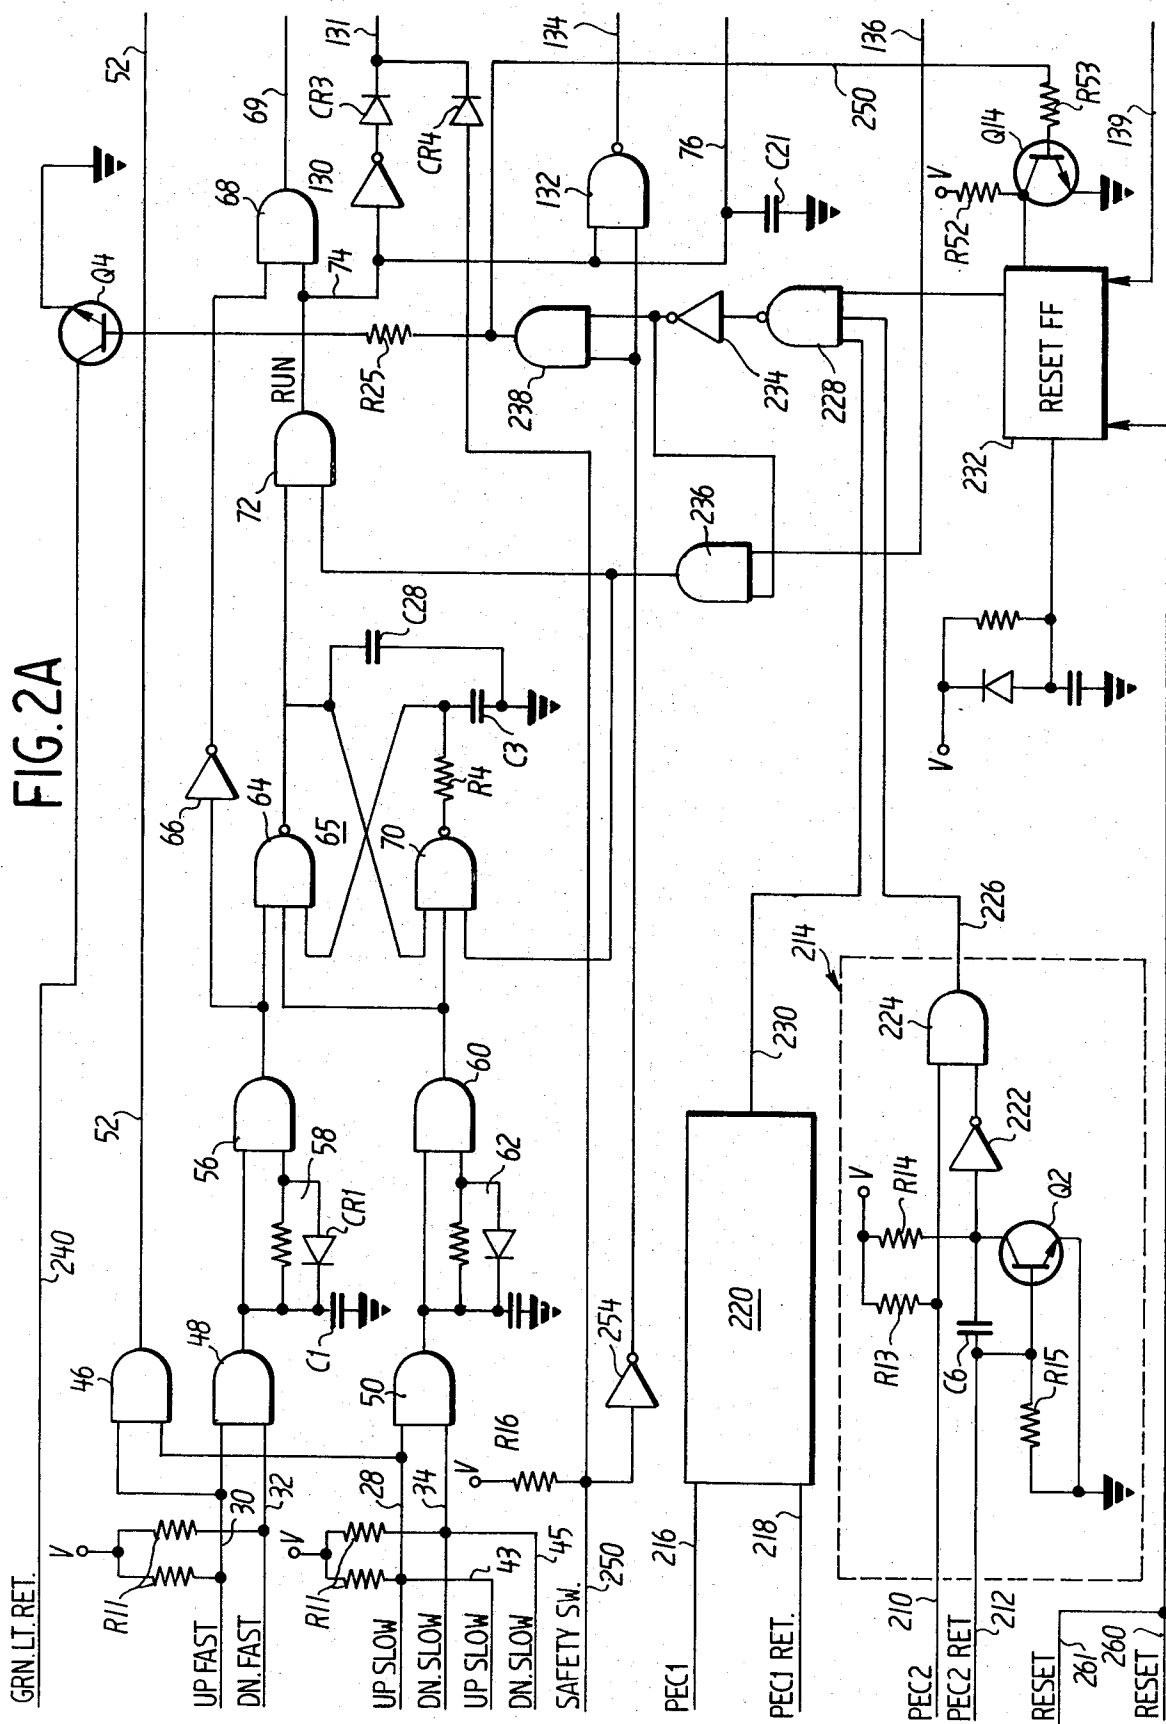 FIG.2A
GRN.LT.RET.
240
52
52
V
R11
30
32
UP FAST
DN. FAST
46
48
56
58
CR1
C1
66
64
65
70
R4
C3
C28
72
RUN
74
68
69
Q4
R25
130
CR3
131
CR4
132
134
76
C21
136
250
V
R11
28
34
43
45
UP SLOW
DN. SLOW
UP SLOW
DN. SLOW
SAFETY SW.
250
50
60
62
V
R16
254
236
238
234
228
PEC1
216
PEC1 RET.
218
220
230
214
PEC2
210
PEC2 RET
212
V
R13
R14
C6
R15
Q2
222
224
226
V
232
RESET FF
R52
V
Q14
R53
139
RESET
261
260
RESET